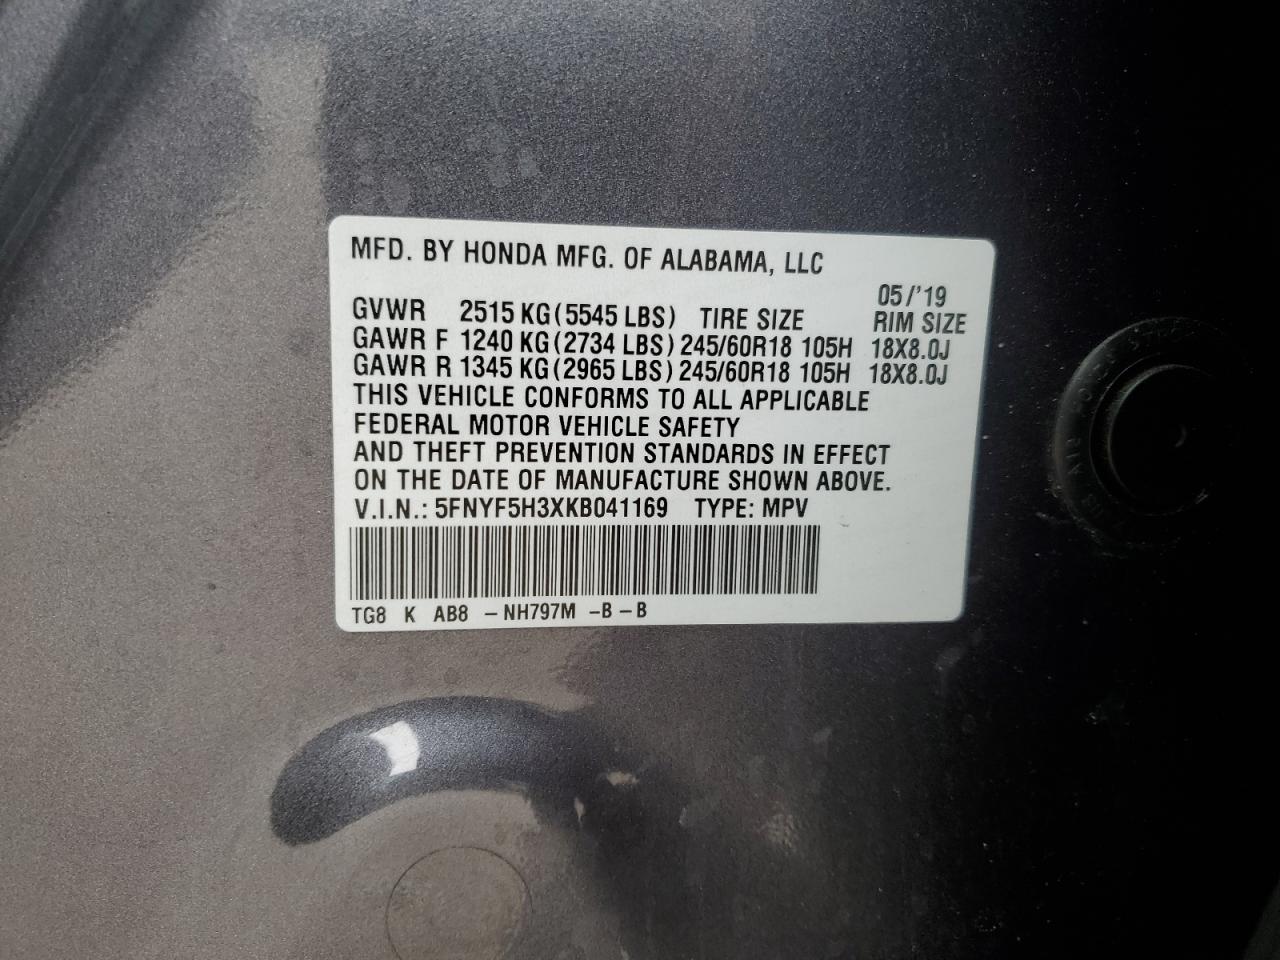 MFD. BY HONDA MFG. OF ALABAMA, LLC
05/'19
GVWR 2515 KG (5545 LBS) TIRE SIZE RIM SIZE
GAWR F 1240 KG (2734 LBS) 245/60R18 105H 18X8.0J
GAWR R 1345 KG (2965 LBS) 245/60R18 105H 18X8.0J
THIS VEHICLE CONFORMS TO ALL APPLICABLE
FEDERAL MOTOR VEHICLE SAFETY
AND THEFT PREVENTION STANDARDS IN EFFECT
ON THE DATE OF MANUFACTURE SHOWN ABOVE.
V.I.N.: 5FNYF5H3XKB041169 TYPE: MPV
TG8 K AB8 – NH797M –B – B